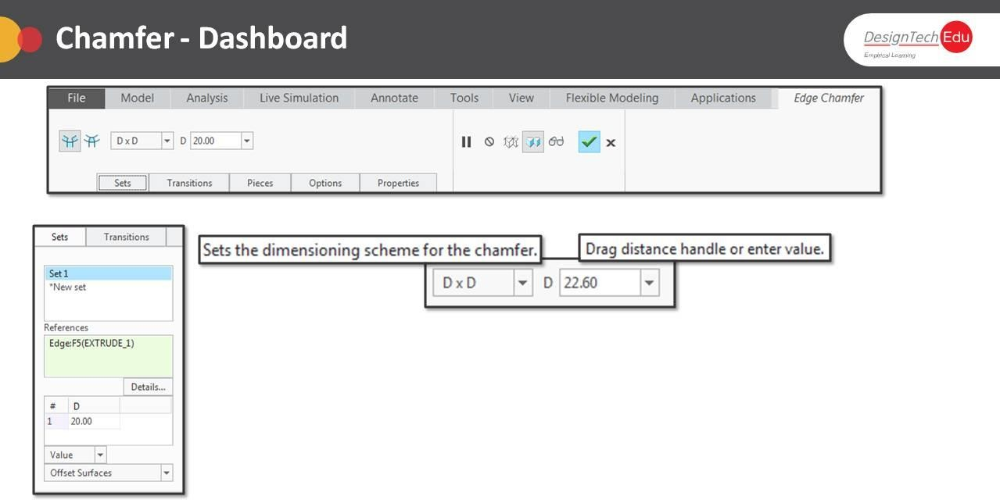 Chamfer - Dashboard
DesignTech Edu
Empirical Learning
File Model Analysis Live Simulation Annotate Tools View Flexible Modeling Applications Edge Chamfer
D x D D 20.00
Sets Transitions Pieces Options Properties
Sets Transitions
Set 1
*New set
References
Edge:F5(EXTRUDE_1)
Details...
# D
1 20.00
Value
Offset Surfaces
Sets the dimensioning scheme for the chamfer.
Drag distance handle or enter value.
D x D D 22.60